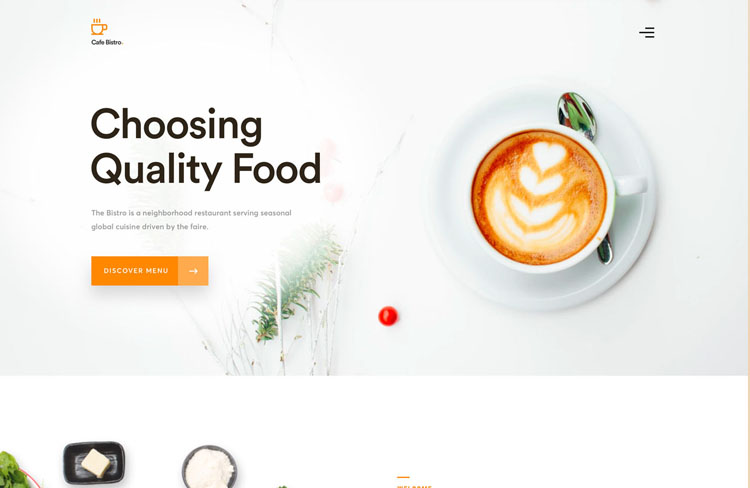 Cafe Bistro.
Choosing
Quality Food
The Bistro is a neighborhood restaurant serving seasonal
global cuisine driven by the faire.
DISCOVER MENU
WELCOME